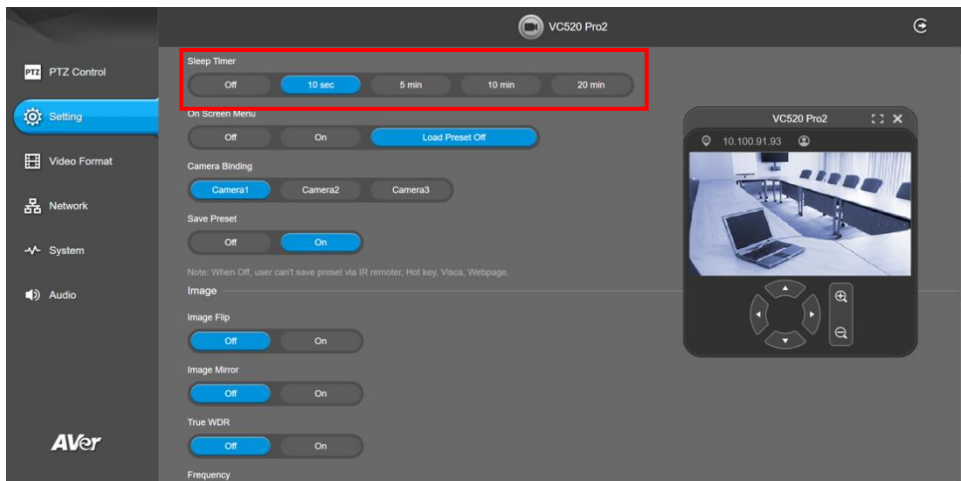 VC520 Pro2
PTZ PTZ Control
Setting
Video Format
Network
System
Audio
AVer
Sleep Timer
Off 10 sec 5 min 10 min 20 min
On Screen Menu
Off On Load Preset Off
Camera Binding
Camera1 Camera2 Camera3
Save Preset
Off On
Note: When Off, user can't save preset via IR remoter, Hot key, Visca, Webpage.
Image
Image Flip
Off On
Image Mirror
Off On
True WDR
Off On
Frequency
VC520 Pro2
10.100.91.93